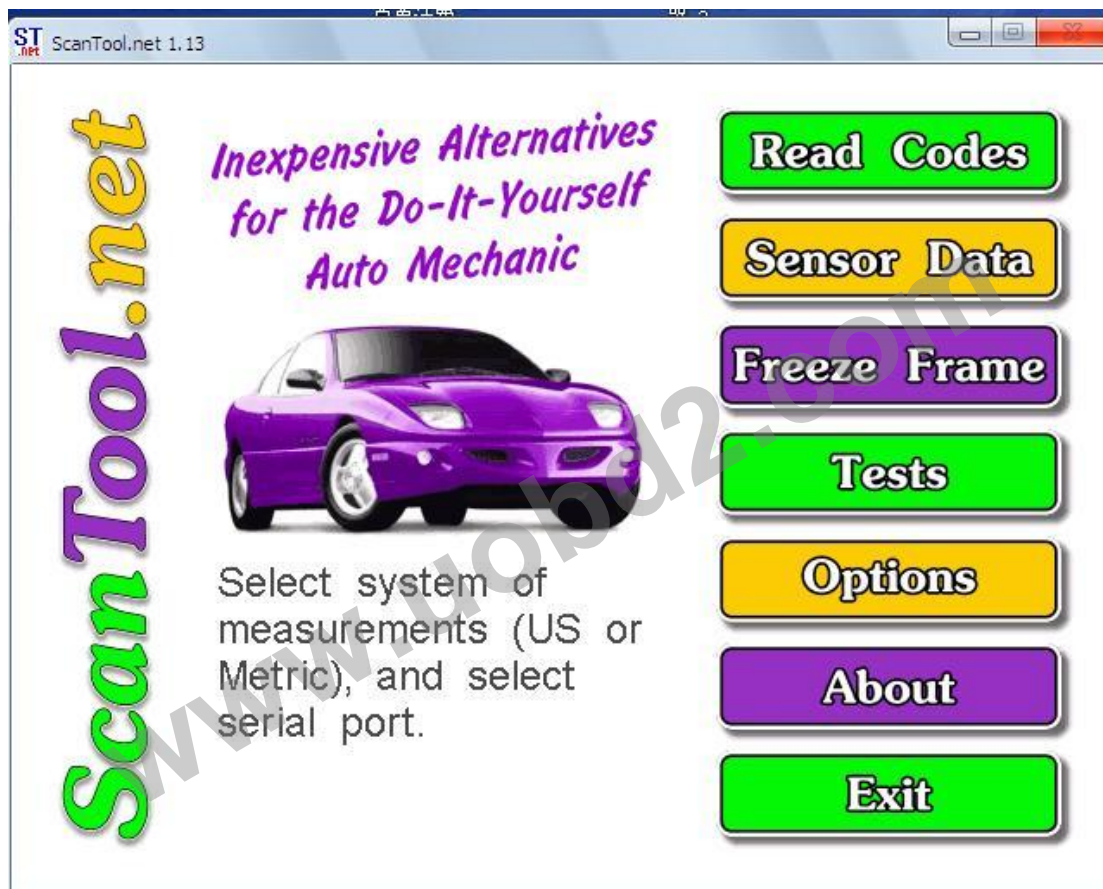 ST
.net
ScanTool.net 1.13
ScanTool.net
Inexpensive Alternatives
for the Do-It-Yourself
Auto Mechanic
Select system of
measurements (US or
Metric), and select
serial port.
Read Codes
Sensor Data
Freeze Frame
Tests
Options
About
Exit
www.uobd2.com